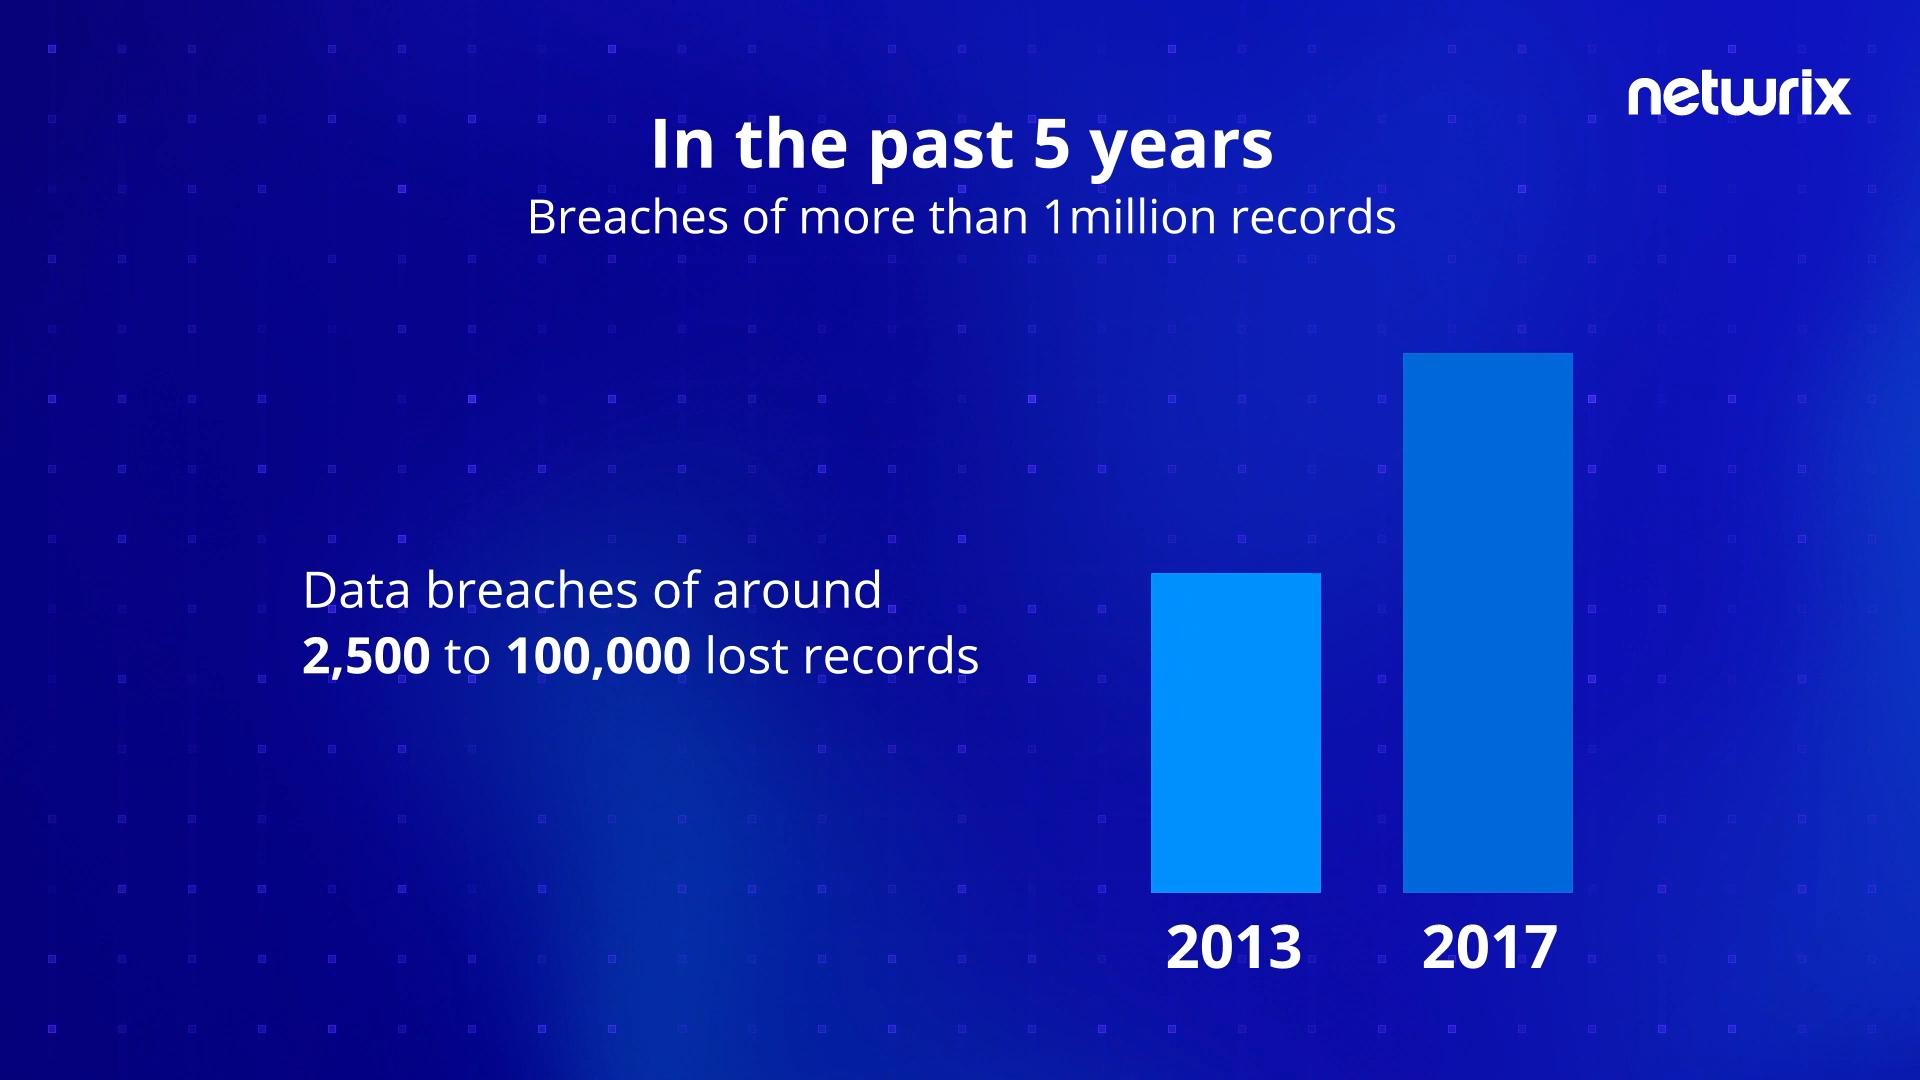 netwrix
In the past 5 years
Breaches of more than 1million records
Data breaches of around
2,500 to 100,000 lost records
2013 2017